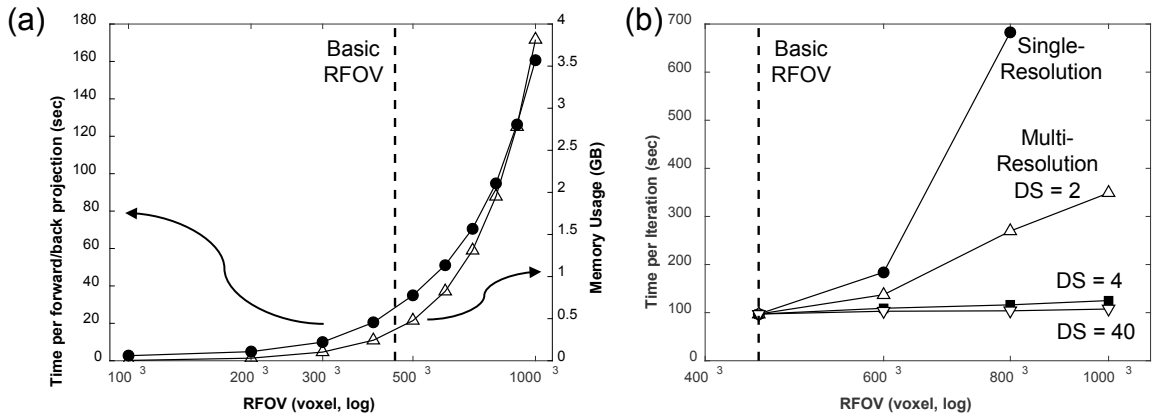 (a)
180
160
140
120
100
80
60
40
20
0
Time per forward/back projection (sec)
Basic
RFOV
4
3.5
3
2.5
2
1.5
1
0.5
0
Memory Usage (GB)
100 3
200 3
300 3
500 3
1000 3
RFOV (voxel, log)
(b)
700
600
500
400
300
200
100
0
Time per Iteration (sec)
Basic
RFOV
Single-
Resolution
Multi-
Resolution
DS = 2
DS = 4
DS = 40
400 3
600 3
800 3
1000 3
RFOV (voxel, log)